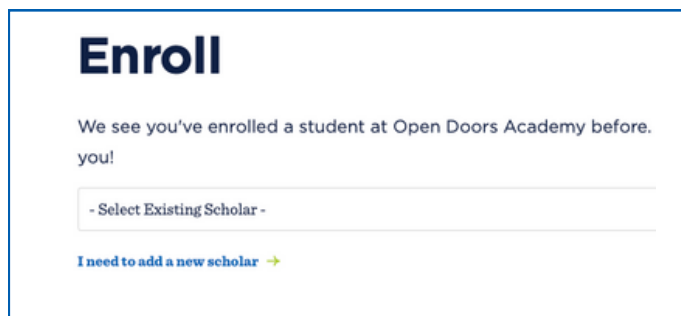 Enroll
We see you've enrolled a student at Open Doors Academy before.
you!
- Select Existing Scholar -
I need to add a new scholar →